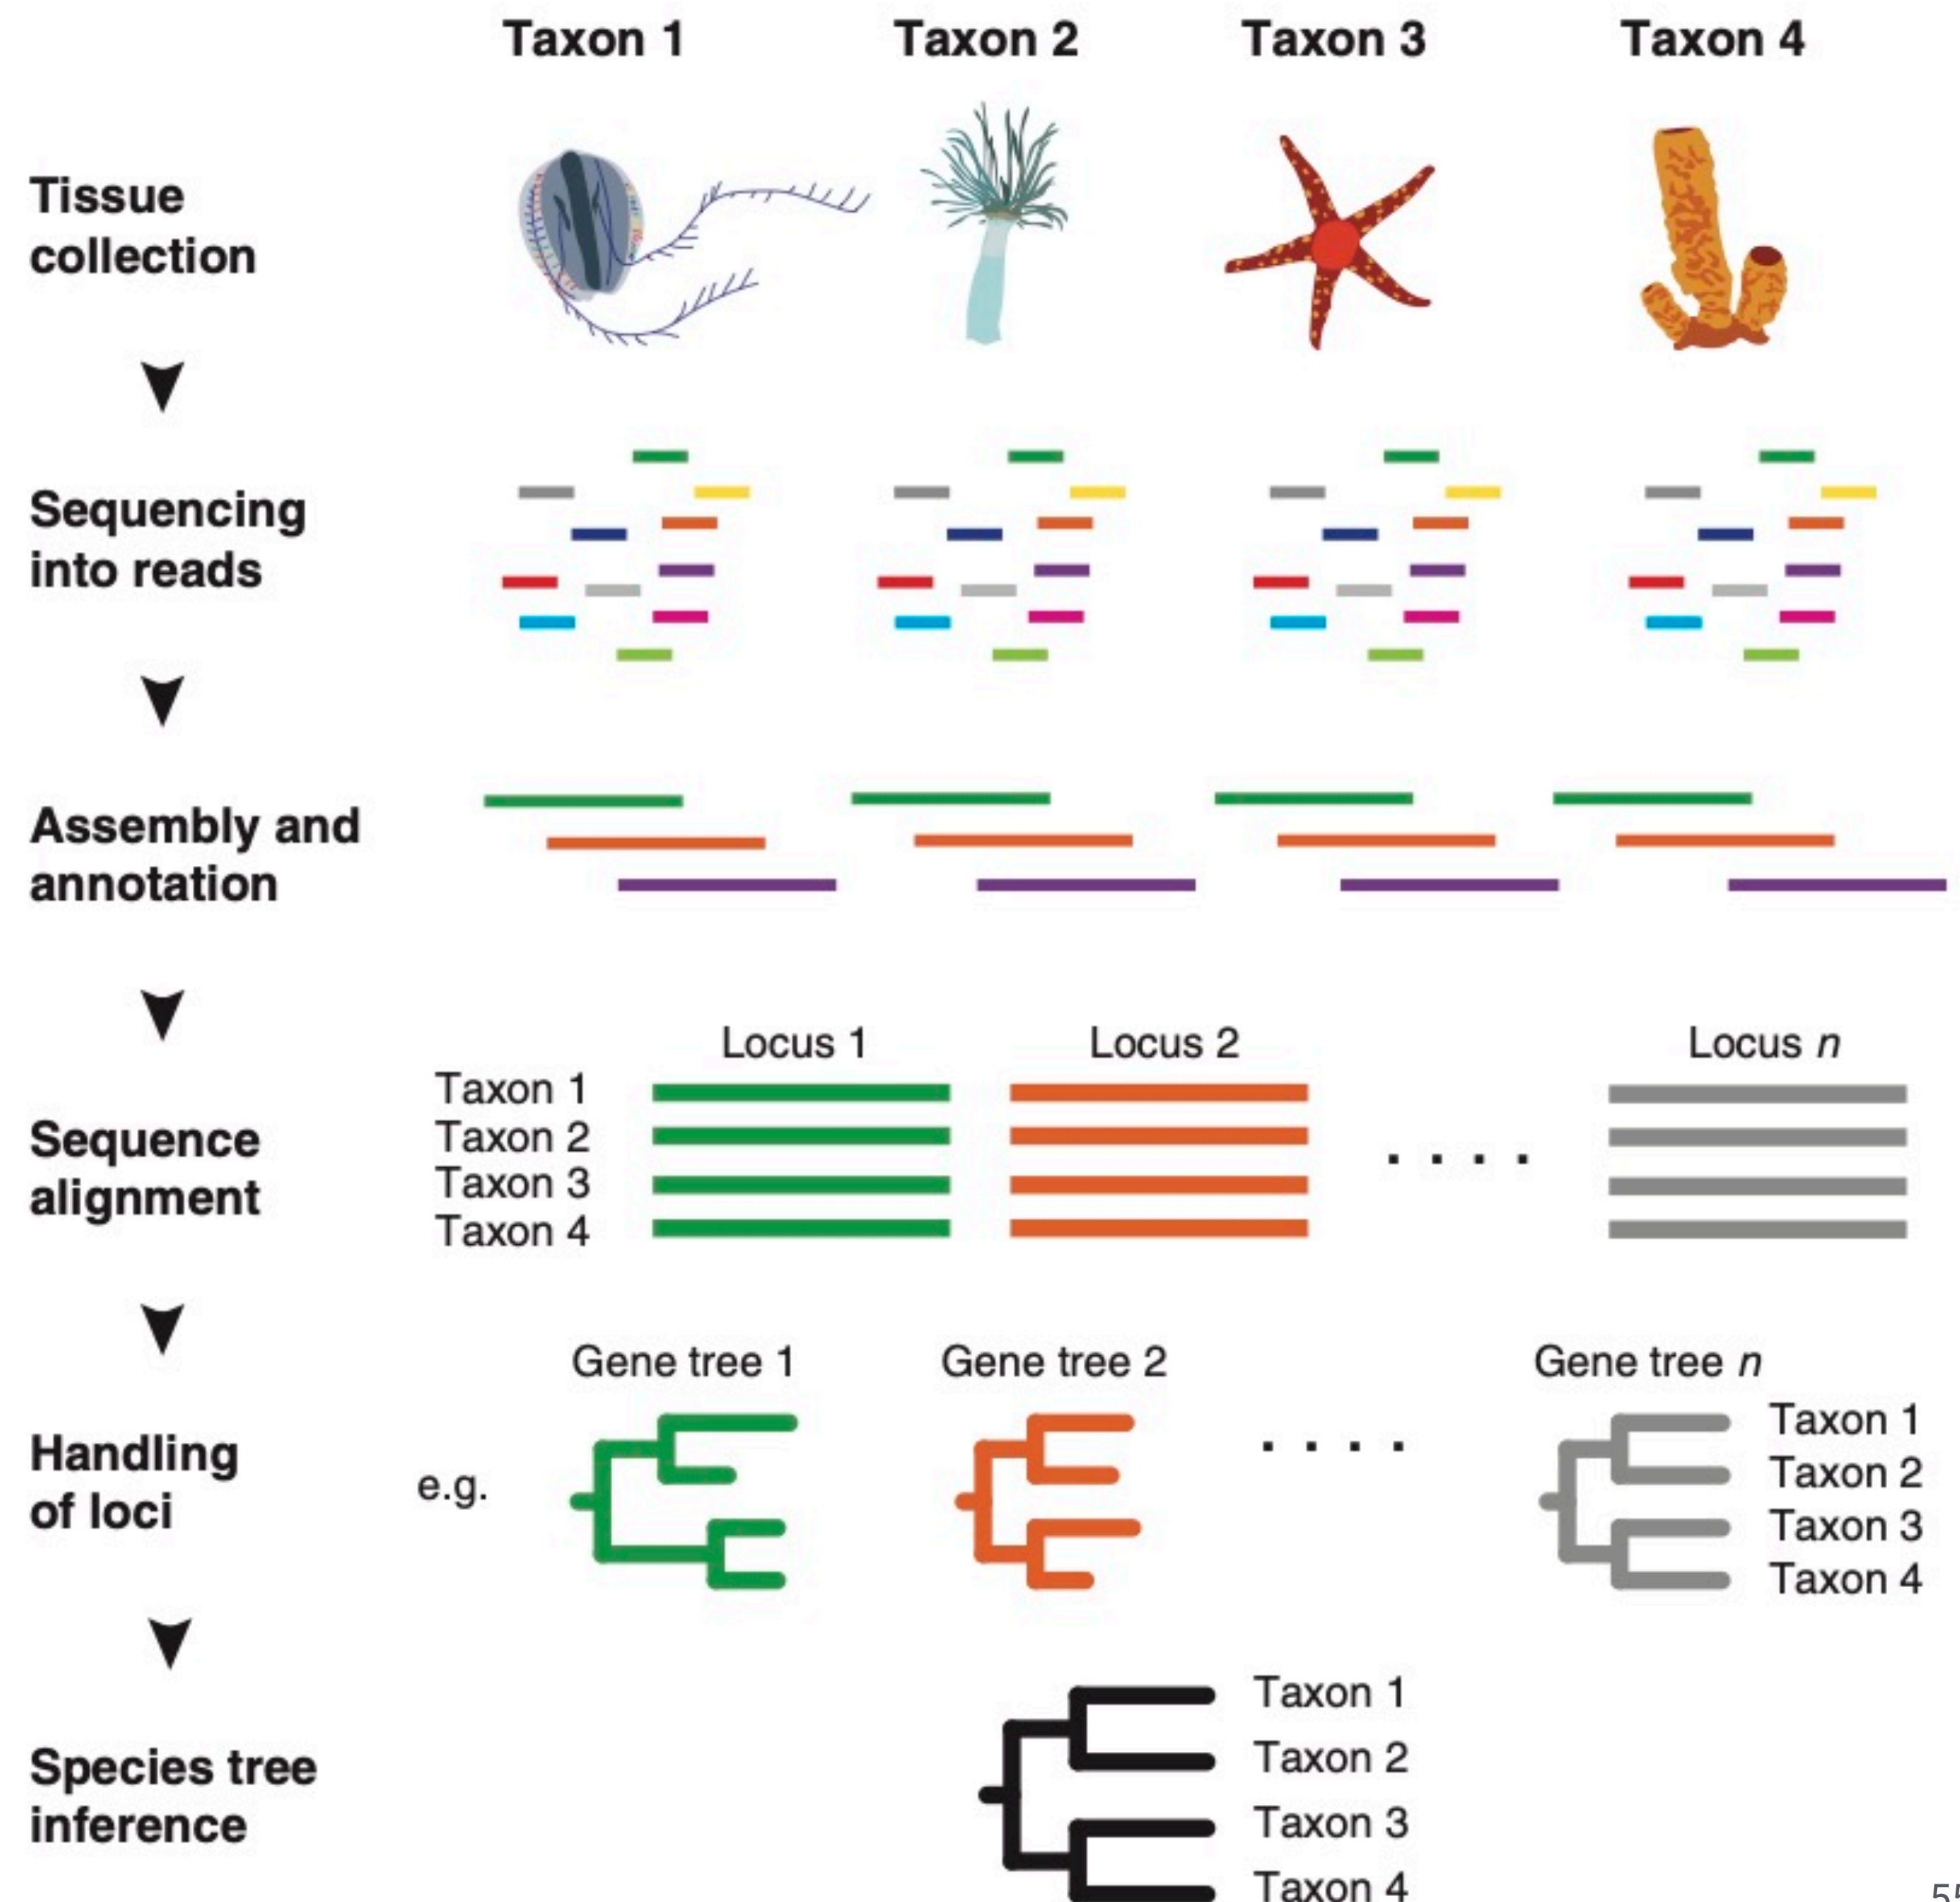 Taxon 1 Taxon 2 Taxon 3 Taxon 4
Tissue
collection
Sequencing
into reads
Assembly and
annotation
Locus 1 Locus 2 Locus n
Taxon 1
Taxon 2
. . . .
Taxon 3
Taxon 4
Sequence
alignment
Gene tree 1 Gene tree 2 Gene tree n
Handling
of loci
e.g.
. . . .
Taxon 1
Taxon 2
Taxon 3
Taxon 4
Species tree
inference
Taxon 1
Taxon 2
Taxon 3
Taxon 4